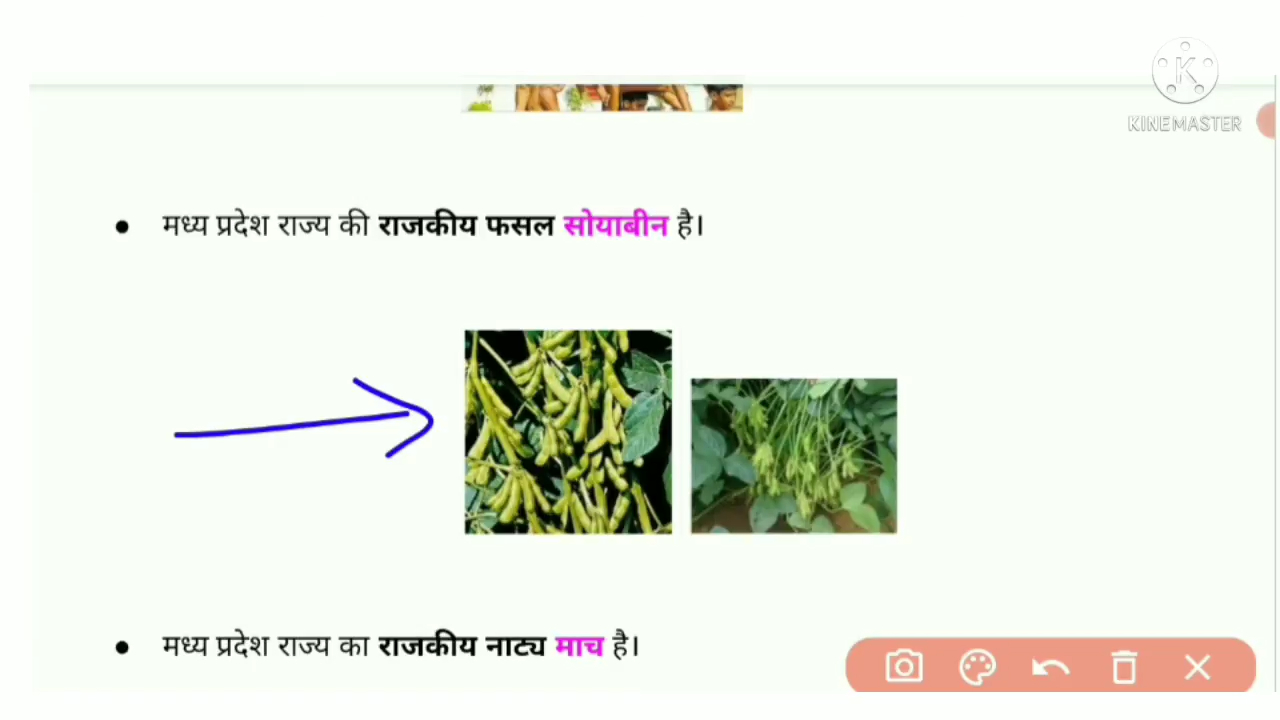 KINEMASTER
मध्य प्रदेश राज्य की राजकीय फसल सोयाबीन है।
मध्य प्रदेश राज्य का राजकीय नाट्य माच है।